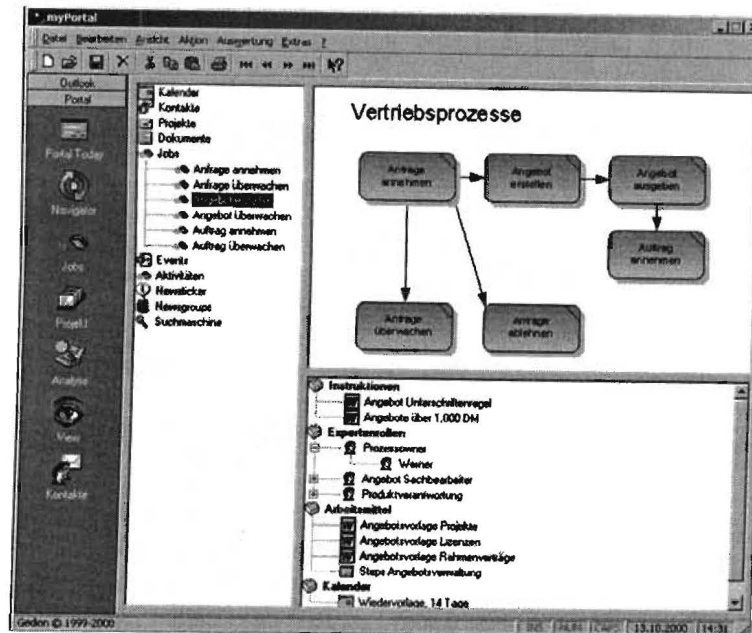 myPortal
Datei Bearbeiten Ansicht Aktion Auswertung Extras ?
Outlook
Portal
Portal Today
Navigator
Jobs
Projekt
Analyse
View
Kontakte
Kalender
Kontakte
Projekte
Dokumente
Jobs
Anfrage annehmen
Anfrage überwachen
Angebot überwachen
Auftrag annehmen
Auftrag überwachen
Events
Aktivitäten
Newsticker
Newsgroups
Suchmaschine
Vertriebsprozesse
Anfrage
annehmen
Angebot
erstellen
Angebot
ausgeben
Auftrag
annehmen
Anfrage
überwachen
Anfrage
ablehnen
Instruktionen
Angebot Unterschriftenregel
Angebote über 1.000 DM
Expertenrollen
Prozessowner
Werner
Angebot Sachbearbeiter
Produktverantwortung
Arbeitsmittel
Angebotsvorlage Projekte
Angebotsvorlage Lizenzen
Angebotsvorlage Rahmenverträge
Steps Angebotsverwaltung
Kalender
Wiedervorlage, 14 Tage
Gedon © 1999-2000
INS NUM CAPS 13.10.2000 14:31